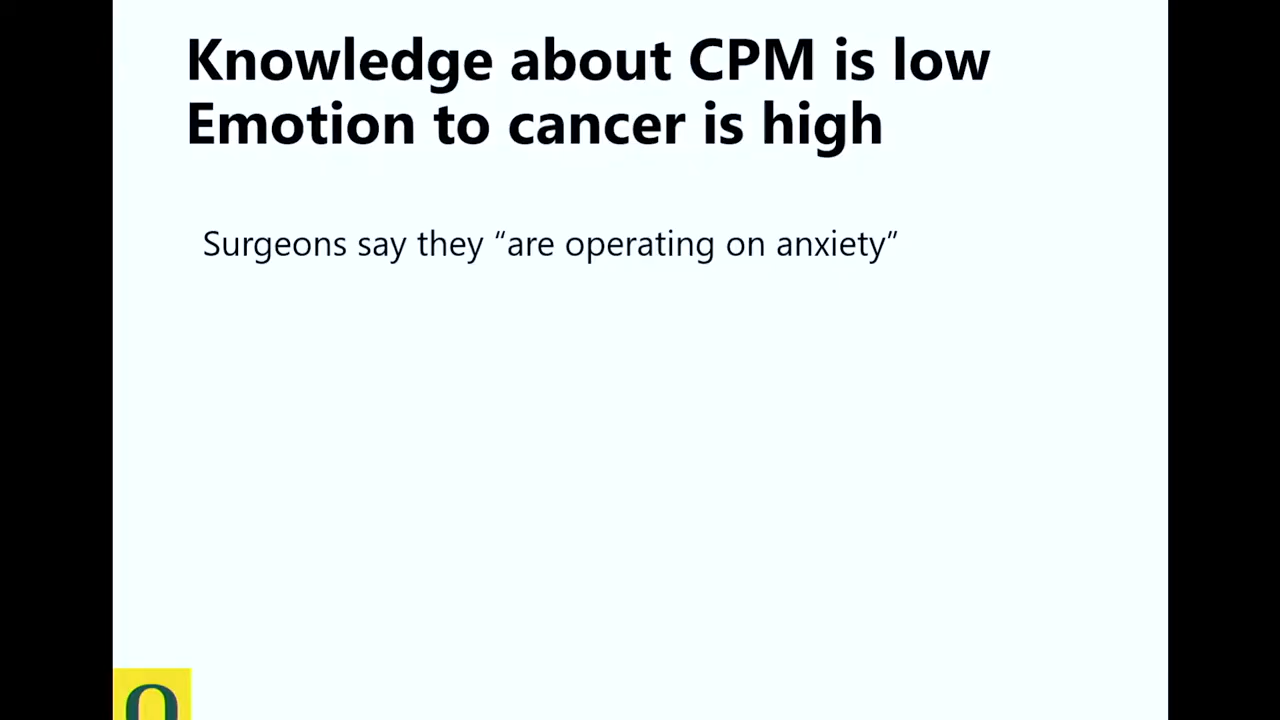 Knowledge about CPM is low
Emotion to cancer is high
Surgeons say they “are operating on anxiety”
O